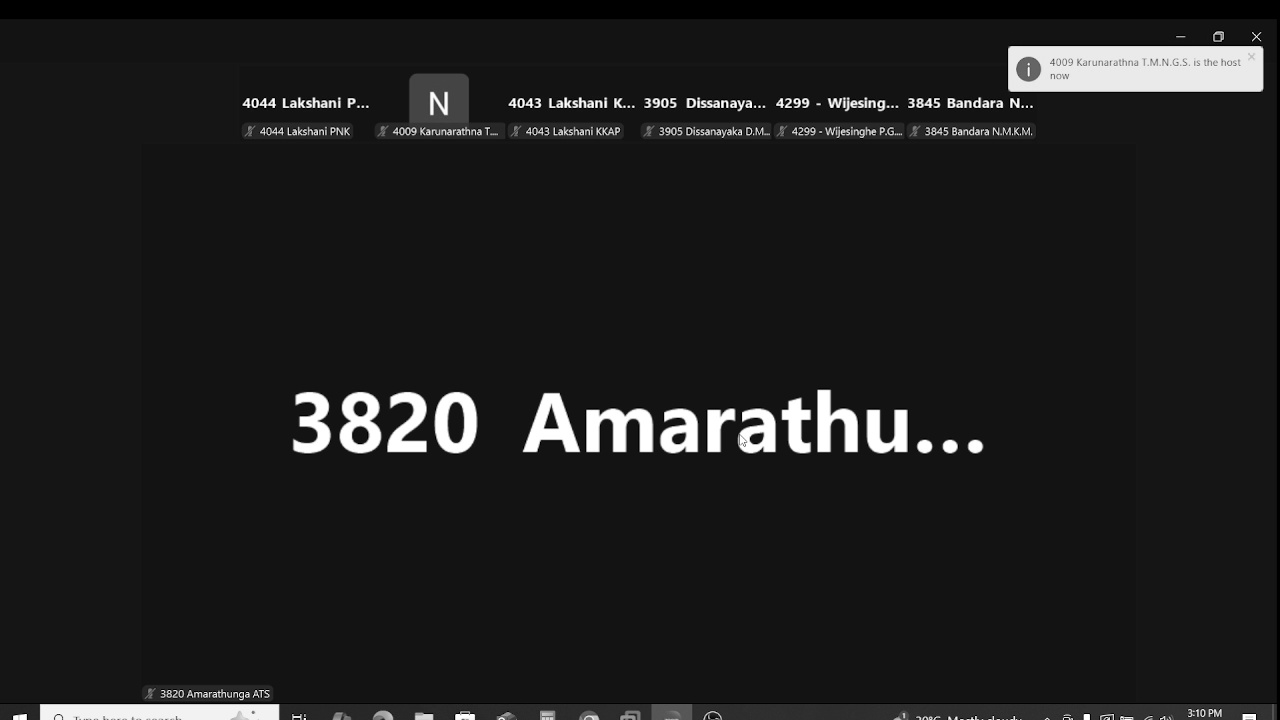 4009 Karunarathna T.M.N.G.S. is the host
now
4044 Lakshani P...
N
4043 Lakshani K...
3905 Dissanaya...
4299 - Wijesing...
3845 Bandara N...
4044 Lakshani PNK
4009 Karunarathna T...
4043 Lakshani KKAP
3905 Dissanayaka D.M...
4299 - Wijesinghe P.G...
3845 Bandara N.M.K.M.
3820 Amarathu...
3820 Amarathunga ATS
Type here to search
Mostly cloudy
3:10 PM